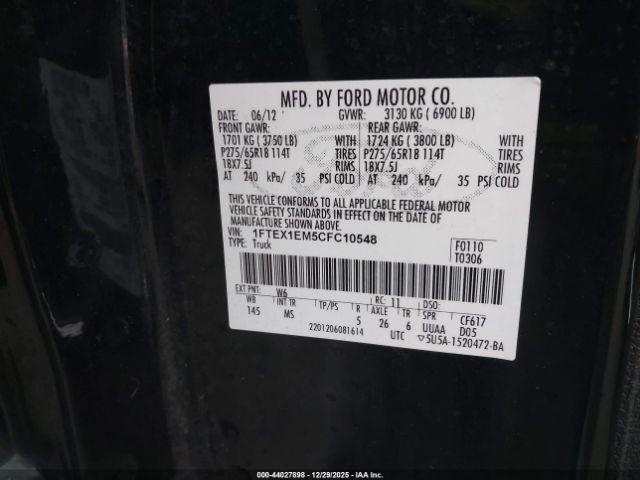 MFD. BY FORD MOTOR CO.
DATE: 06/12 GVWR: 3130 KG ( 6900 LB)
FRONT GAWR: REAR GAWR:
1701 KG ( 3750 LB) 1724 KG ( 3800 LB) WITH
WITH
P275/65R18 114T TIRES P275/65R18 114T TIRES
18X7.5J RIMS 18X7.5J RIMS
AT 240 kPa/ 35 PSI COLD AT 240 kPa/ 35 PSI COLD
THIS VEHICLE CONFORMS TO ALL APPLICABLE FEDERAL MOTOR
VEHICLE SAFETY STANDARDS IN EFFECT ON THE DATE OF
MANUFACTURE SHOWN ABOVE.
VIN: 1FTEX1EM5CFC10548
TYPE: Truck
F0110
T0306
EXT PNT: W6 RC: 11 DSO:
WB INT TR TP/PS R AXLE TR SPR CF617
145 MS 5 26 6 UUAA D05
2201206081614 UTC ▽5U5A-1520472-BA
000-44027898 - 12/29/2025 - IAA Inc.